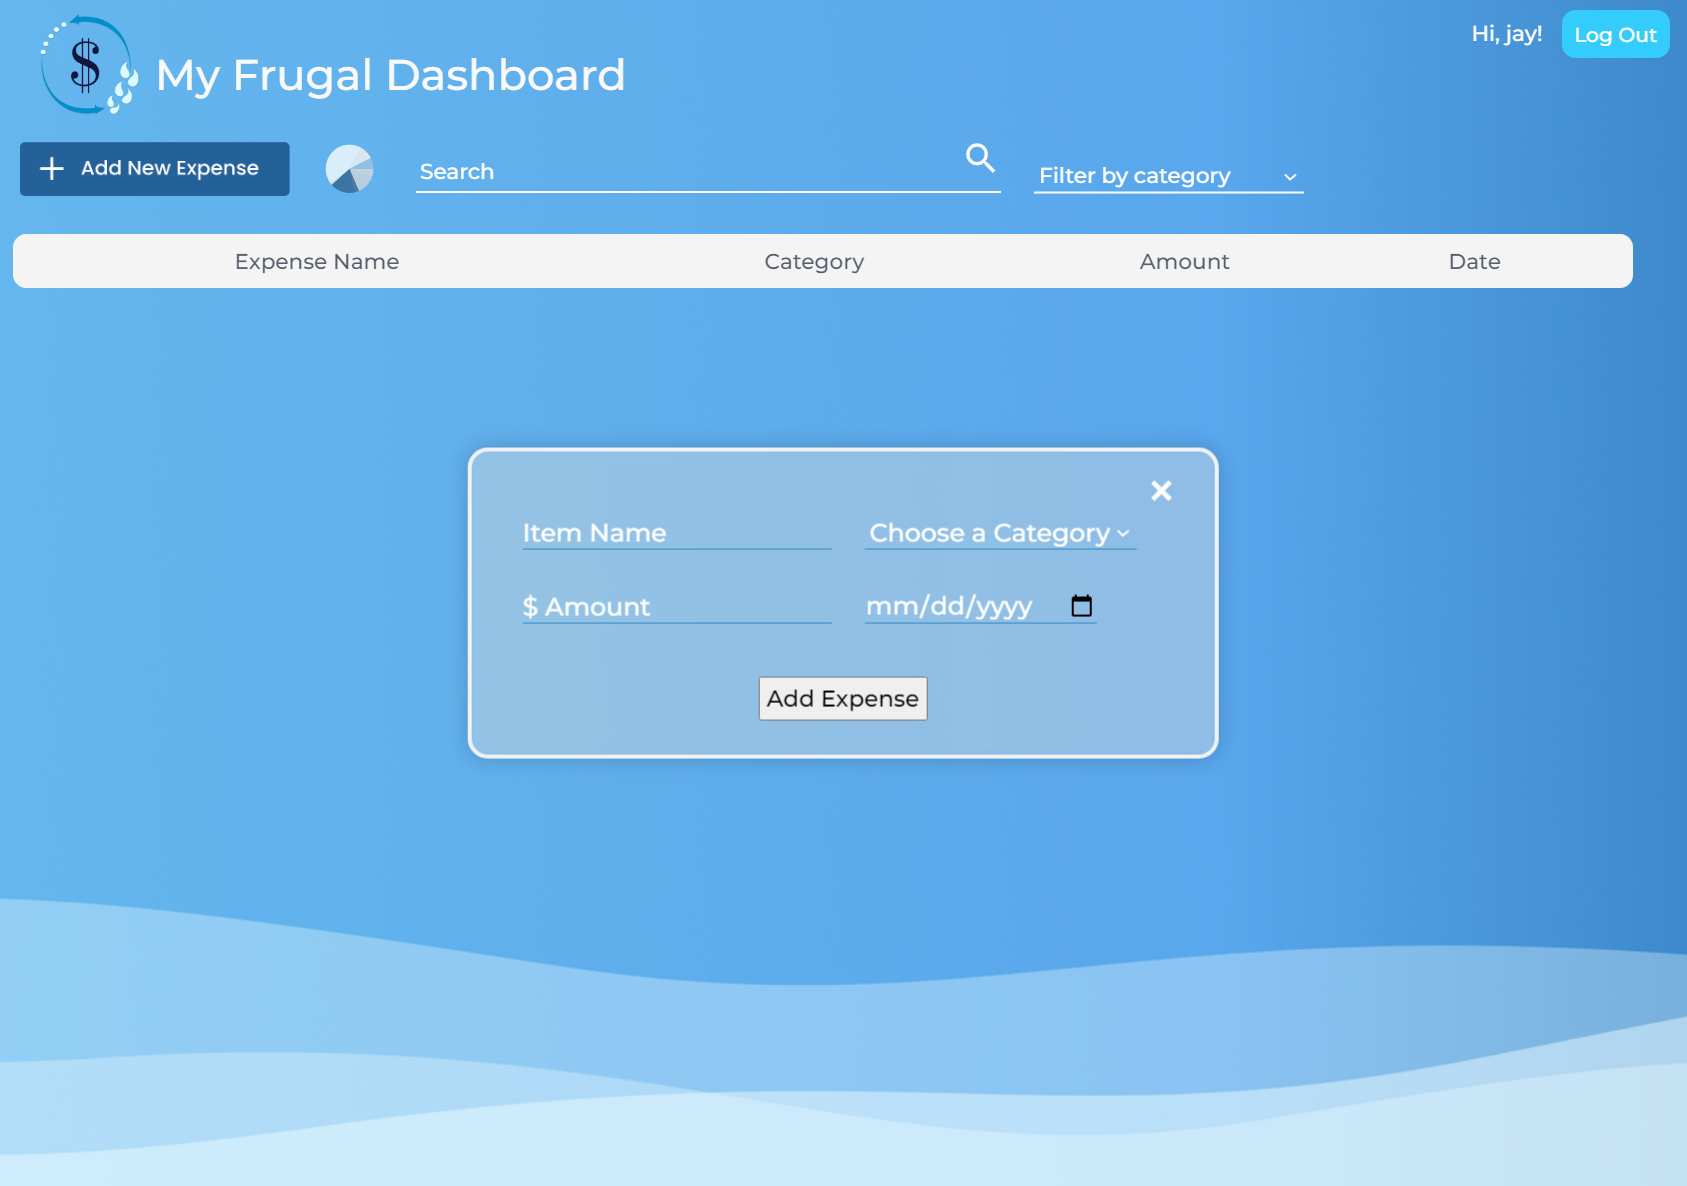 Hi, jay!
Log Out
$
My Frugal Dashboard
Add New Expense
Search
Filter by category
Expense Name
Category
Amount
Date
Item Name
Choose a Category
$ Amount
mm/dd/yyyy
Add Expense